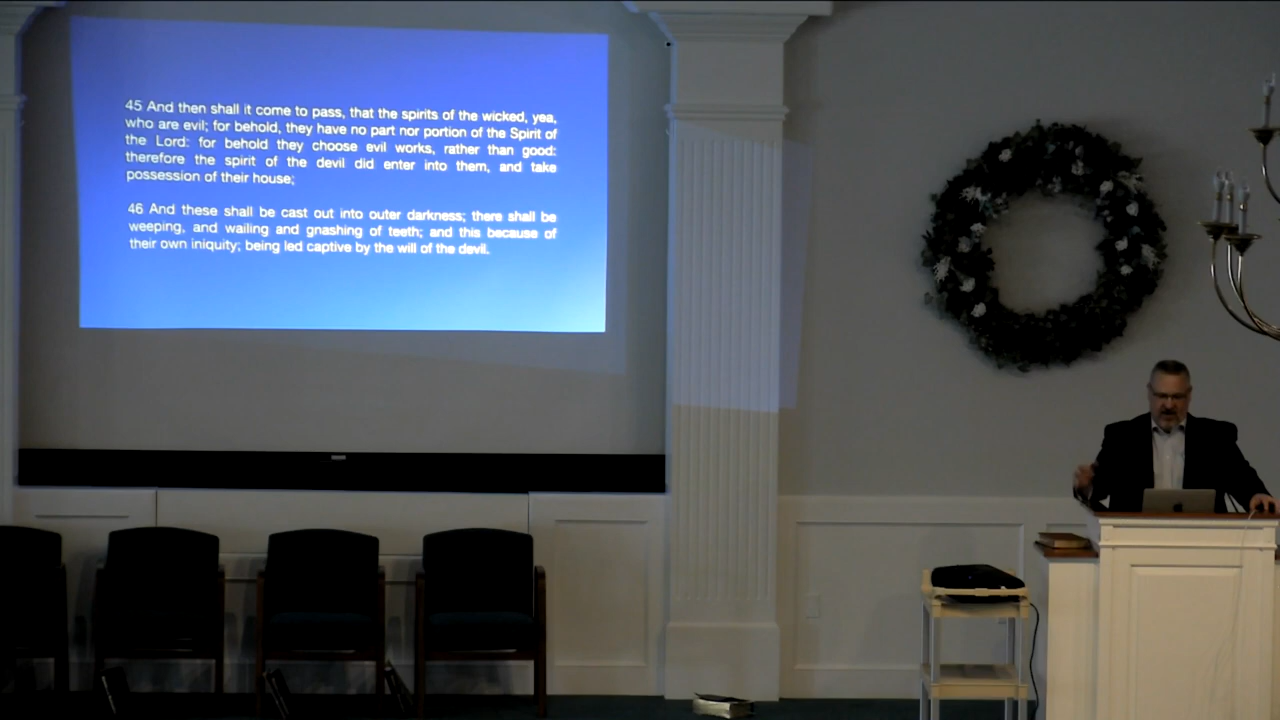 45 And then shall it come to pass, that the spirits of the wicked, yea,
who are evil; for behold, they have no part nor portion of the Spirit of
the Lord: for behold they choose evil works, rather than good:
therefore the spirit of the devil did enter into them, and take
possession of their house;
46 And these shall be cast out into outer darkness; there shall be
weeping, and wailing and gnashing of teeth; and this because of
their own iniquity; being led captive by the will of the devil.